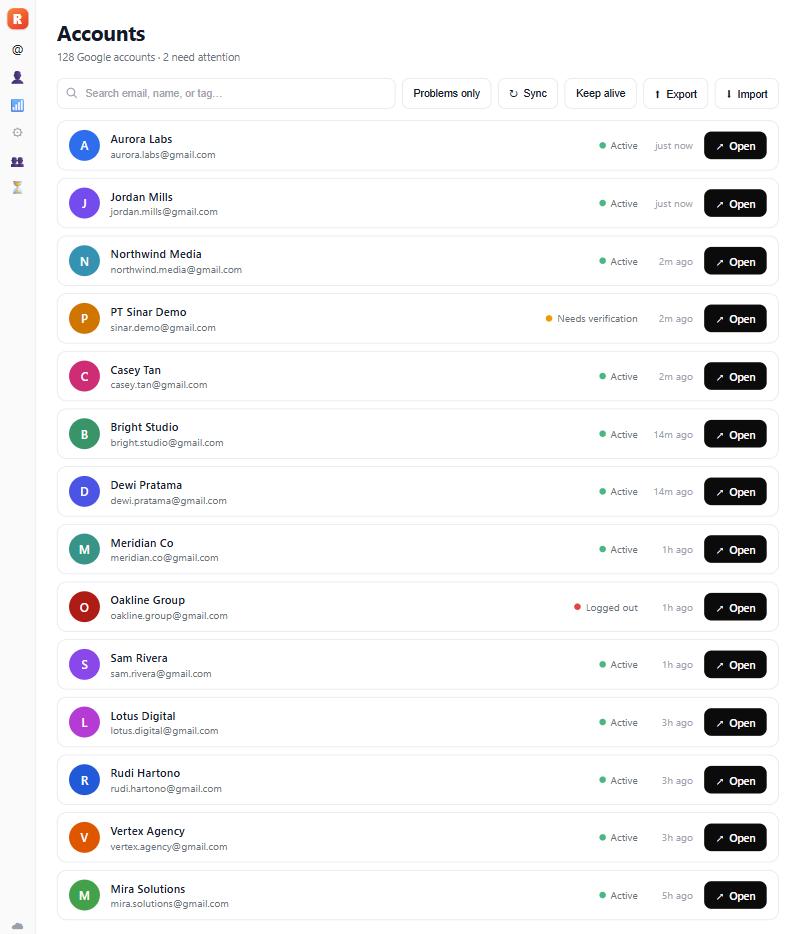 R
Accounts
128 Google accounts · 2 need attention
Search email, name, or tag...
Problems only
↻ Sync
Keep alive
⬆ Export
⬇ Import
@
A
Aurora Labs
aurora.labs@gmail.com
Active
just now
↗ Open
J
Jordan Mills
jordan.mills@gmail.com
Active
just now
↗ Open
N
Northwind Media
northwind.media@gmail.com
Active
2m ago
↗ Open
P
PT Sinar Demo
sinar.demo@gmail.com
Needs verification
2m ago
↗ Open
C
Casey Tan
casey.tan@gmail.com
Active
2m ago
↗ Open
B
Bright Studio
bright.studio@gmail.com
Active
14m ago
↗ Open
D
Dewi Pratama
dewi.pratama@gmail.com
Active
14m ago
↗ Open
M
Meridian Co
meridian.co@gmail.com
Active
1h ago
↗ Open
O
Oakline Group
oakline.group@gmail.com
Logged out
1h ago
↗ Open
S
Sam Rivera
sam.rivera@gmail.com
Active
1h ago
↗ Open
L
Lotus Digital
lotus.digital@gmail.com
Active
3h ago
↗ Open
R
Rudi Hartono
rudi.hartono@gmail.com
Active
3h ago
↗ Open
V
Vertex Agency
vertex.agency@gmail.com
Active
3h ago
↗ Open
M
Mira Solutions
mira.solutions@gmail.com
Active
5h ago
↗ Open